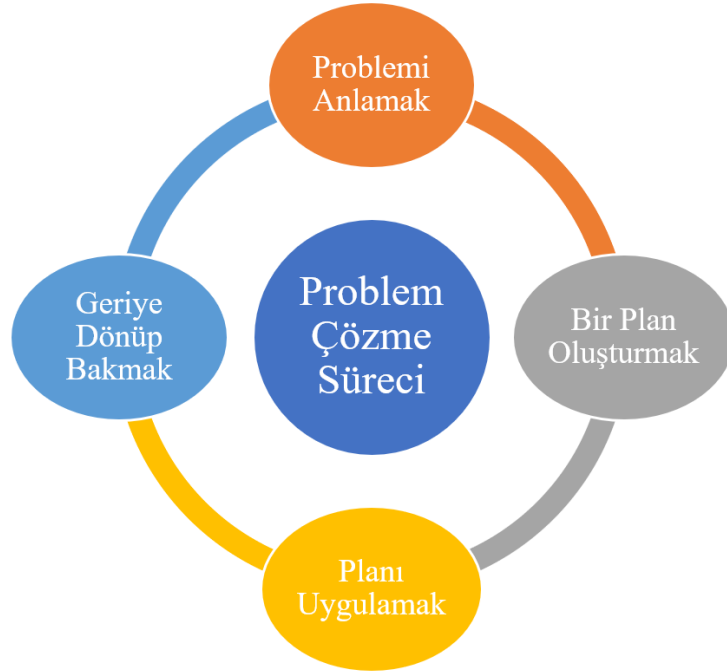 Problemi
Anlamak
Bir Plan
Oluşturmak
Planı
Uygulamak
Geriye
Dönüp
Bakmak
Problem
Çözme
Süreci